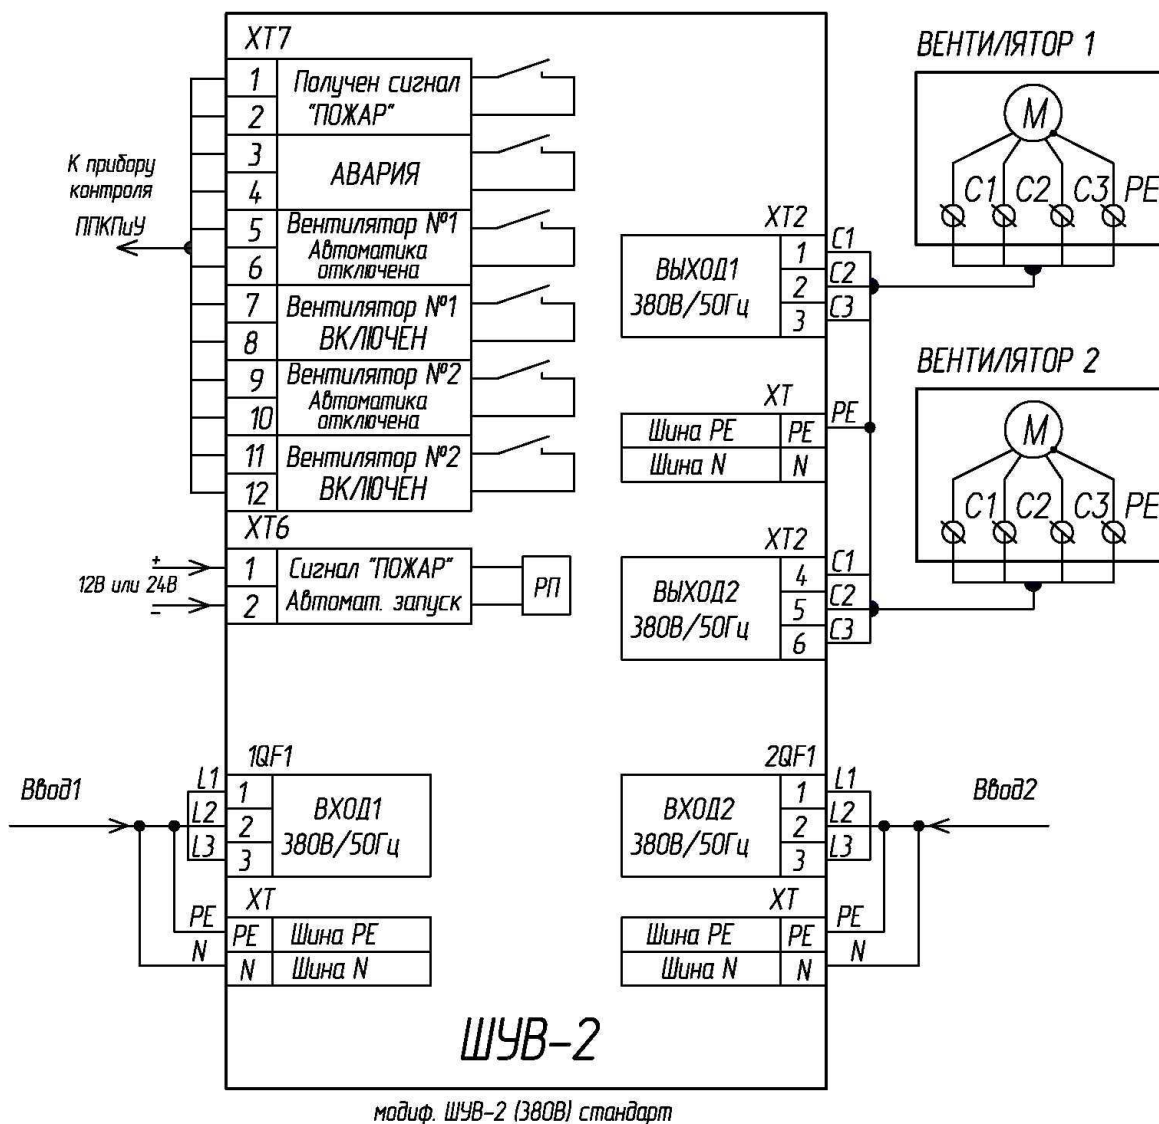 XT7
1
2
Получен сигнал
"ПОЖАР"
3
4
АВАРИЯ
5
6
Вентилятор №1
Автоматика
отключена
7
8
Вентилятор №1
ВКЛЮЧЕН
9
10
Вентилятор №2
Автоматика
отключена
11
12
Вентилятор №2
ВКЛЮЧЕН
К прибору
контроля
ППКПиУ
XT6
1
2
Сигнал "ПОЖАР"
Автомат. запуск
РП
+
12В или 24В
–
ВЕНТИЛЯТОР 1
М
C1 C2 C3 PE
XT2
ВЫХОД1
380В/50Гц
1
2
3
C1
C2
C3
XT
Шина PE PE
Шина N N
PE
ВЕНТИЛЯТОР 2
М
C1 C2 C3 PE
XT2
ВЫХОД2
380В/50Гц
4
5
6
C1
C2
C3
1QF1
Ввод1
L1
L2
L3
1
2
3
ВХОД1
380В/50Гц
XT
PE
N
PE Шина PE
N Шина N
2QF1
ВХОД2
380В/50Гц
1
2
3
L1
L2
L3
Ввод2
XT
Шина PE PE
Шина N N
PE
N
ШУВ-2
модиф. ШУВ-2 (380В) стандарт